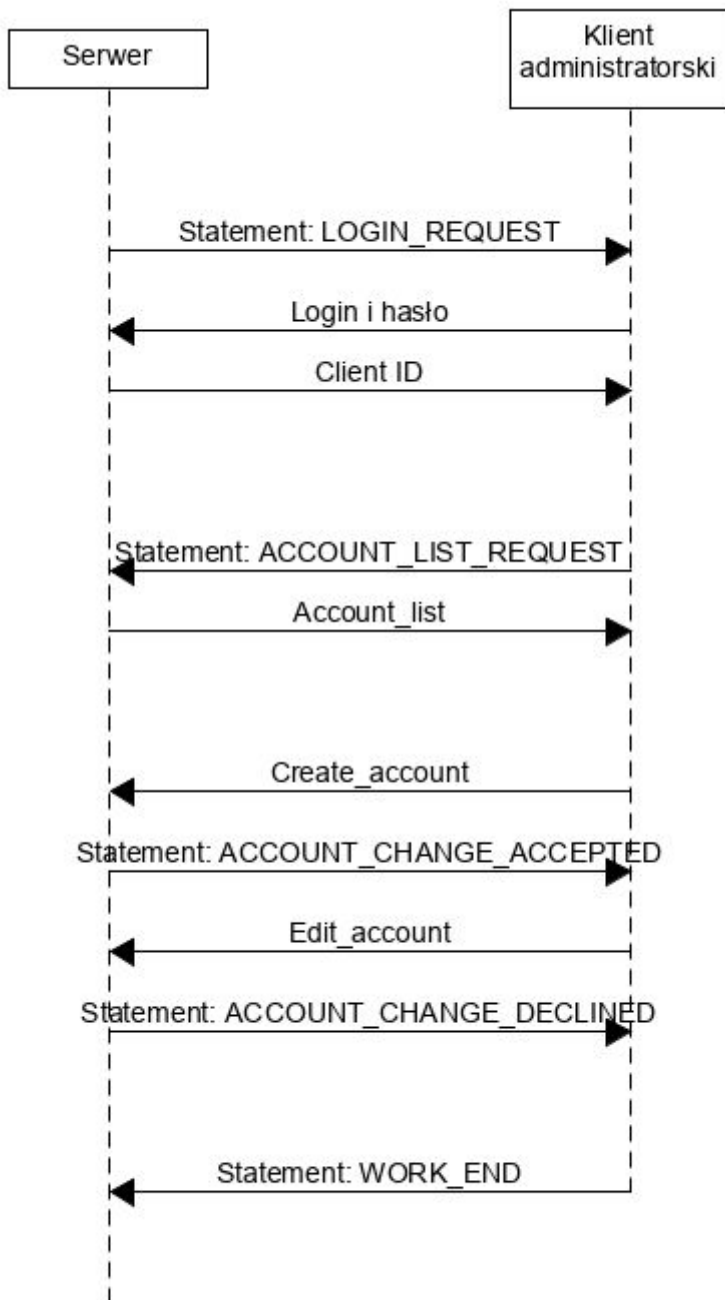 Serwer
Klient
administratorski
Statement: LOGIN_REQUEST
Login i hasło
Client ID
Statement: ACCOUNT_LIST_REQUEST
Account_list
Create_account
Statement: ACCOUNT_CHANGE_ACCEPTED
Edit_account
Statement: ACCOUNT_CHANGE_DECLINED
Statement: WORK_END